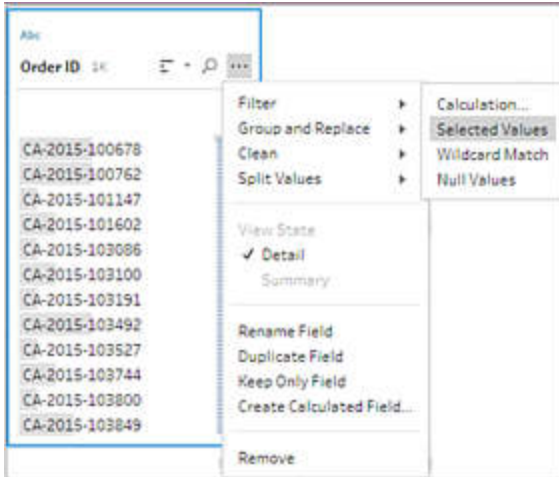 Abc
Order ID 1K
CA-2015-100678
CA-2015-100762
CA-2015-101147
CA-2015-101602
CA-2015-103086
CA-2015-103100
CA-2015-103191
CA-2015-103492
CA-2015-103527
CA-2015-103744
CA-2015-103800
CA-2015-103849
Filter
Group and Replace
Clean
Split Values
View State
✓ Detail
Summary
Rename Field
Duplicate Field
Keep Only Field
Create Calculated Field...
Remove
Calculation...
Selected Values
Wildcard Match
Null Values